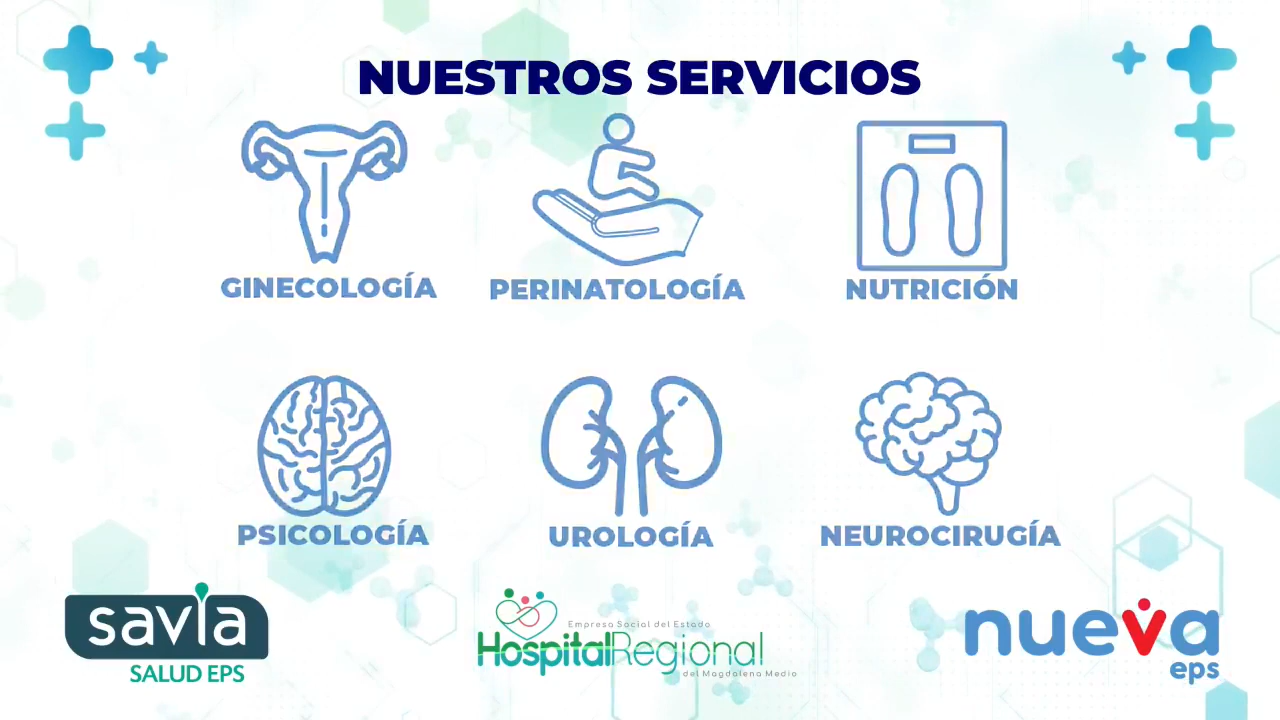 NUESTROS SERVICIOS
GINECOLOGÍA
PERINATOLOGÍA
NUTRICIÓN
PSICOLOGÍA
UROLOGÍA
NEUROCIRUGÍA
savia
SALUD EPS
Empresa Social del Estado
HospitalRegional
del Magdalena Medio
nueva
eps